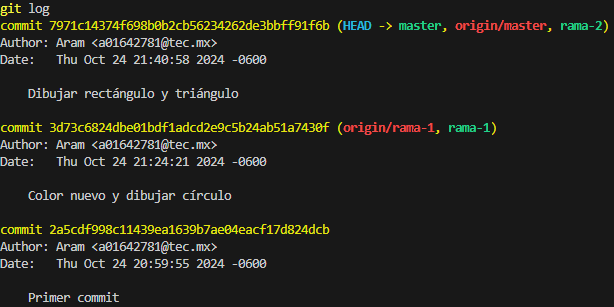 git log
commit 7971c14374f698b0b2cb56234262de3bbff91f6b (HEAD -> master, origin/master, rama-2)
Author: Aram <a01642781@tec.mx>
Date:   Thu Oct 24 21:40:58 2024 -0600
    Dibujar rectángulo y triángulo
commit 3d73c6824dbe01bdf1adcd2e9c5b24ab51a7430f (origin/rama-1, rama-1)
Author: Aram <a01642781@tec.mx>
Date:   Thu Oct 24 21:24:21 2024 -0600
    Color nuevo y dibujar círculo
commit 2a5cdf998c11439ea1639b7ae04eacf17d824dcb
Author: Aram <a01642781@tec.mx>
Date:   Thu Oct 24 20:59:55 2024 -0600
    Primer commit